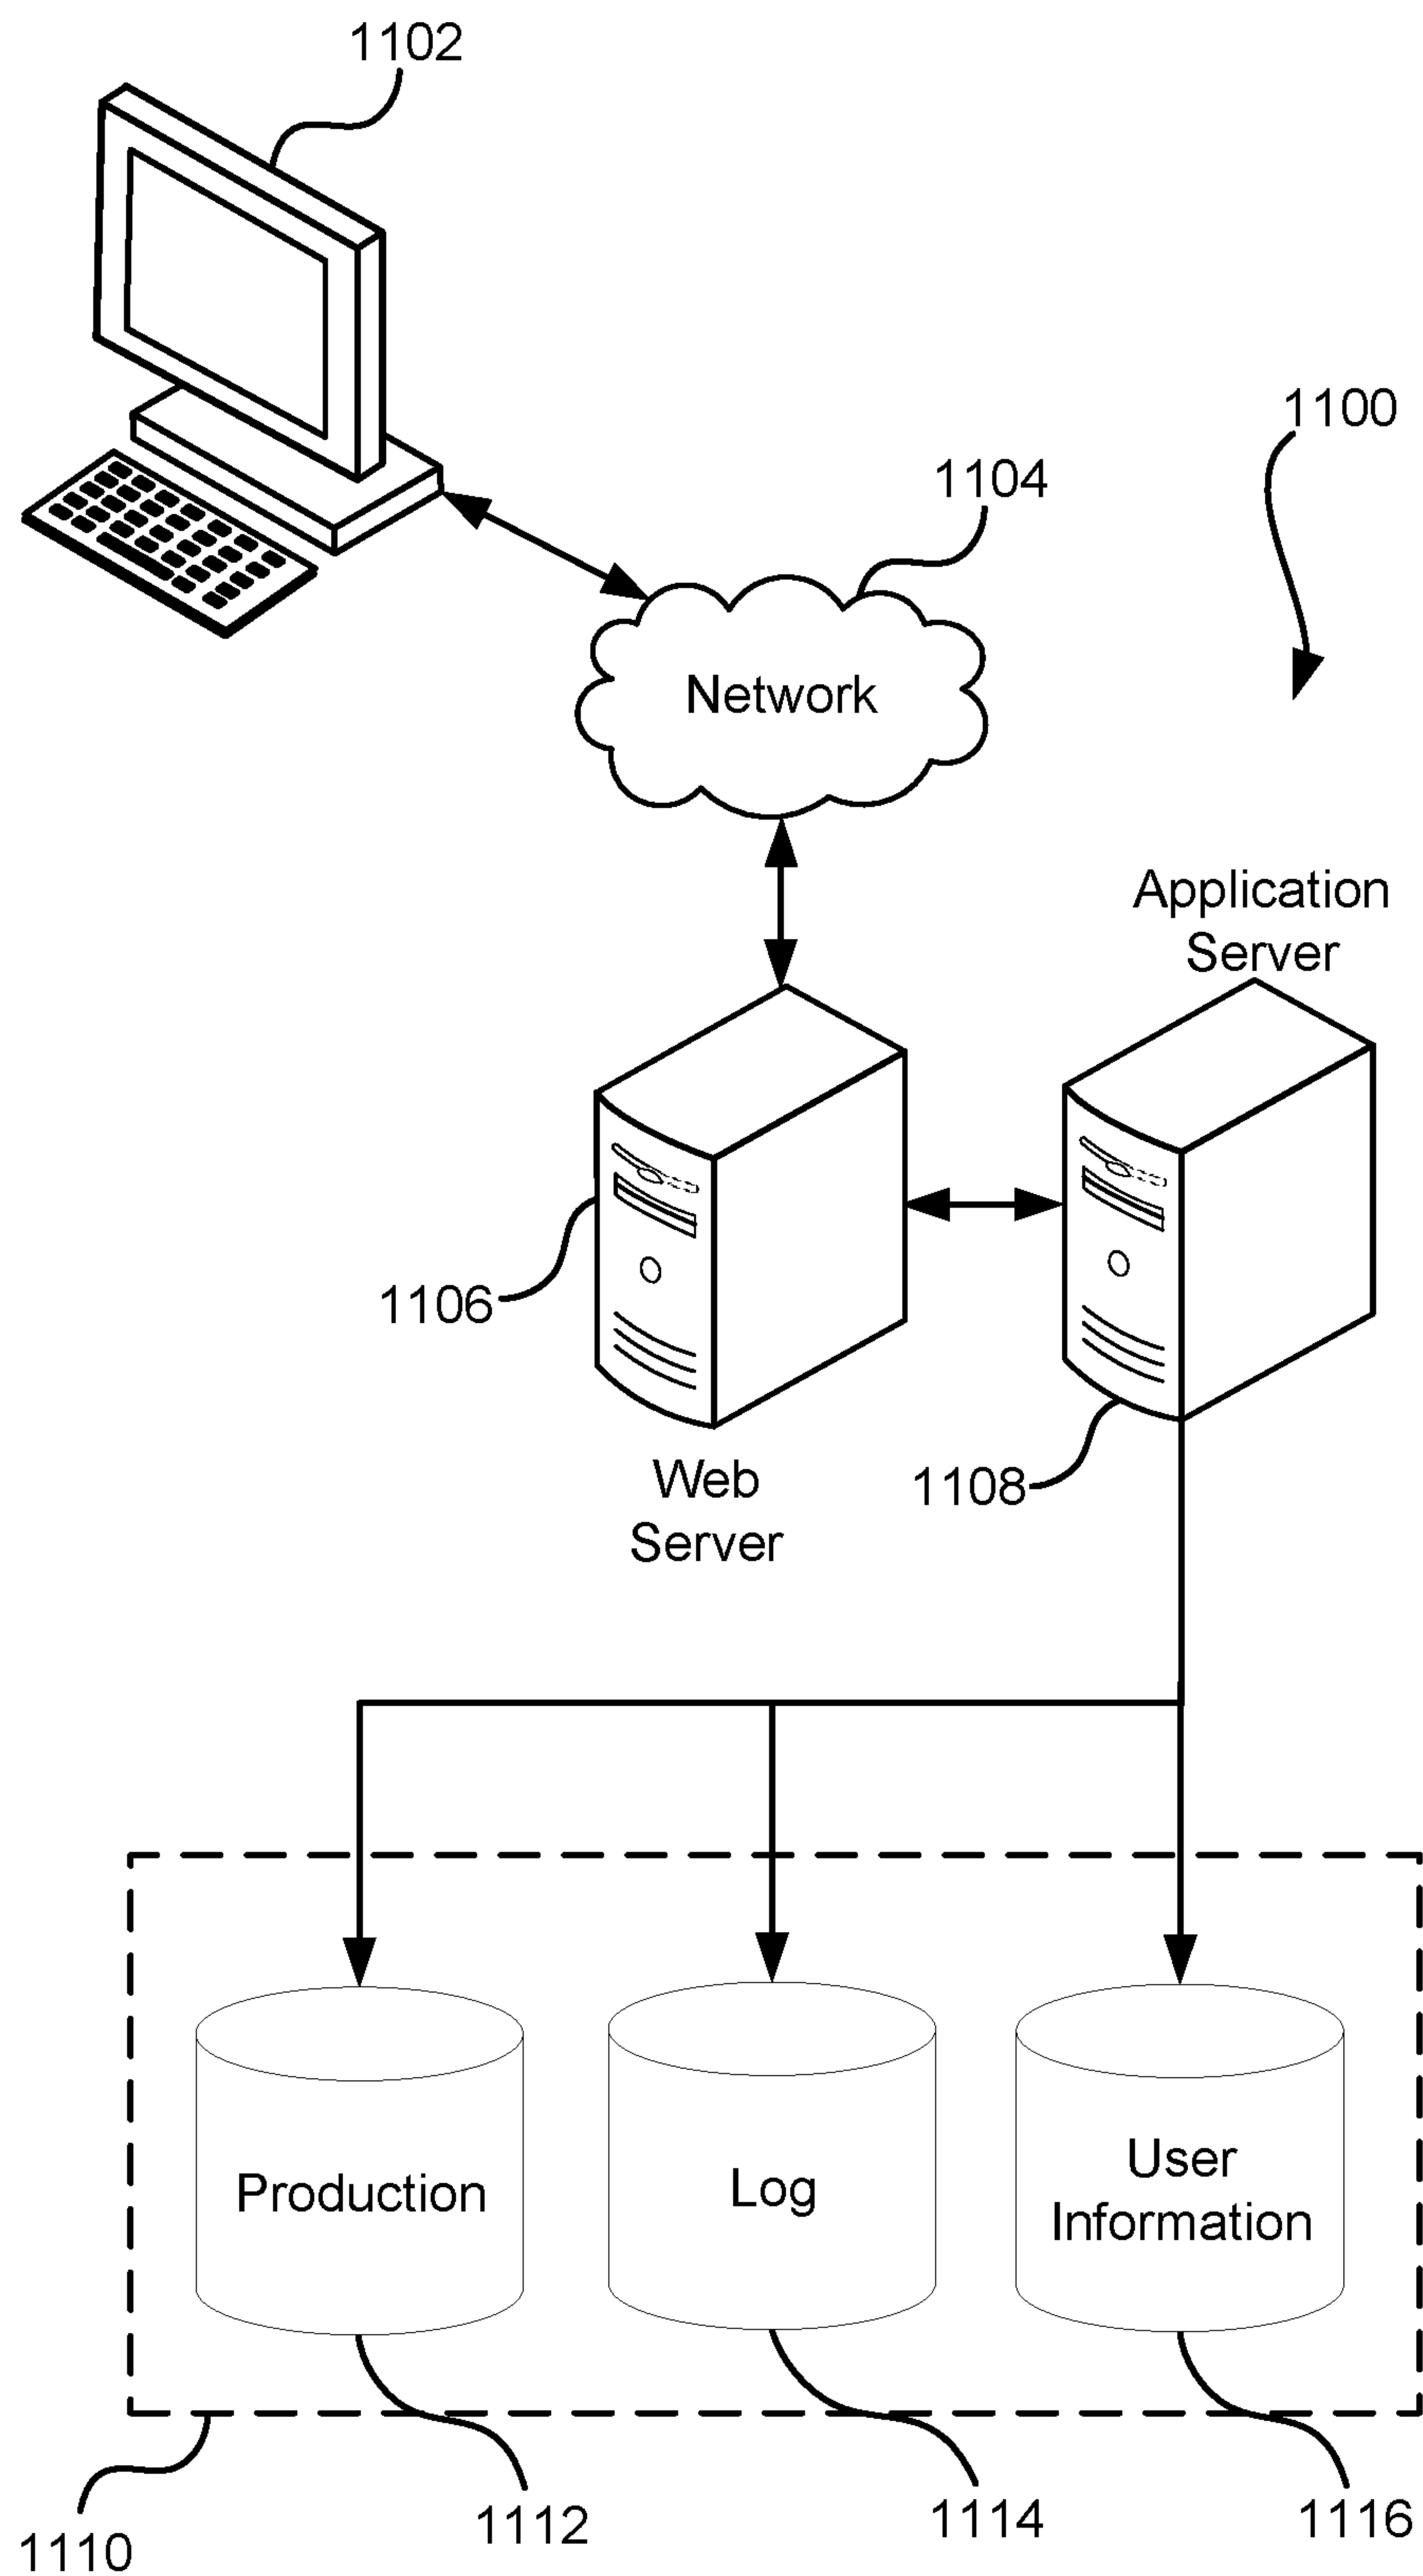 1102
1100
1104
Network
Application
Server
1106
1108
Web
Server
Production
Log
User
Information
1110
1112
1114
1116